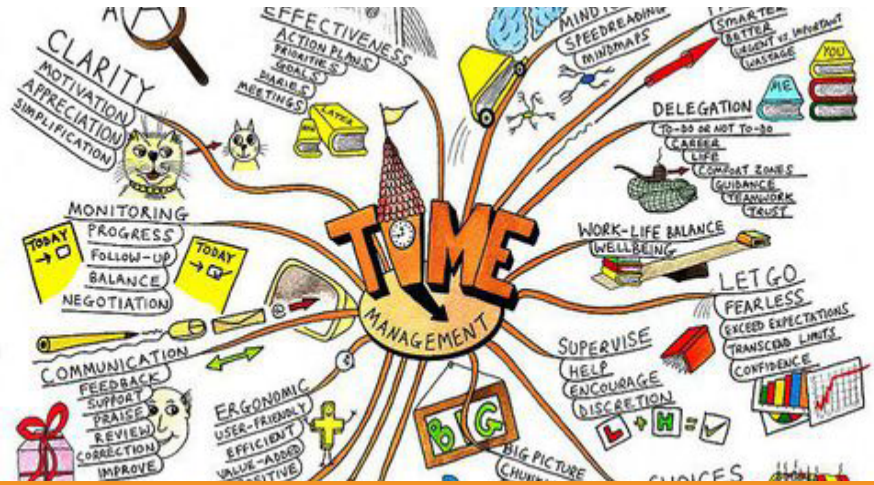 EFFECTIVENESS
ACTION PLANS
PRIORITIES
GOALS
DIARIES
MEETINGS
NOW
LATER
CLARITY
MOTIVATION
APPRECIATION
SIMPLIFICATION
MONITORING
PROGRESS
FOLLOW-UP
BALANCE
NEGOTIATION
TODAY
TODAY
@
COMMUNICATION
FEEDBACK
SUPPORT
PRAISE
REVIEW
CORRECTION
IMPROVE
ERGONOMIC
USER-FRIENDLY
EFFICIENT
VALUE-ADDED
TIME
MANAGEMENT
BIG
BIG PICTURE
SPEEDREADING
MINDMAPS
SMARTER
BETTER
URGENT VS. IMPORTANT
WASTAGE
YOU
ME
DELEGATION
TO-DO OR NOT TO-DO
CAREER
LIFE
COMFORT ZONES
GUIDANCE
TEAMWORK
TRUST
WORK-LIFE BALANCE
WELLBEING
LET GO
FEARLESS
EXCEED EXPECTATIONS
TRANSCEND LIMITS
CONFIDENCE
SUPERVISE
HELP
ENCOURAGE
DISCRETION
L + H = ✓
CHOICES